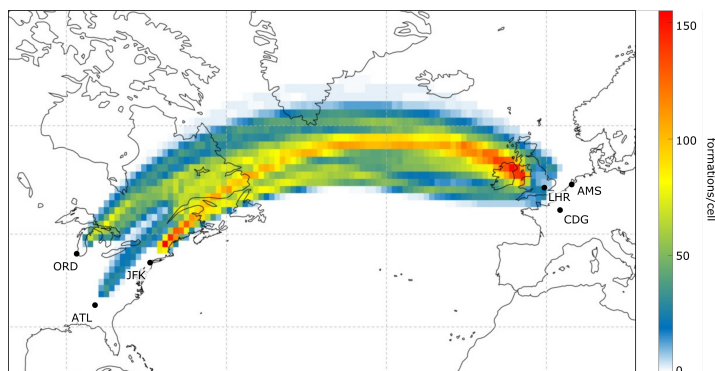 150
100
AMS
LHR
CDG
formations/cell
ORD
JFK
50
ATL
0